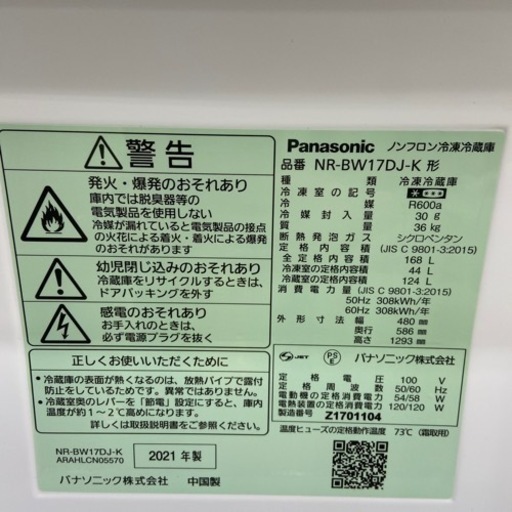 警告
発火・爆発のおそれあり
庫内では脱臭器等の
電気製品を使用しない
冷媒が漏れていると電気製品の接点
の火花による着火・着火による爆発
のおそれあり
幼児閉じ込みのおそれあり
冷蔵庫をリサイクルするときは、
ドアパッキングを外す
感電のおそれあり
お手入れのときは、
必ず電源プラグを抜く
正しくお使いいただくために
・冷蔵庫の表面が熱くなるのは、放熱パイプで露付
防止をしているためです。異常ではありません。
・冷蔵室奥のレバーを「節電」設定にすると、庫内
温度が約1~2℃高めになります。
詳しくは取扱説明書をご参照ください。
NR-BW17DJ-K
ARAHLCN05570
2021年製
パナソニック株式会社 中国製
Panasonic ノンフロン冷凍冷蔵庫
品番 NR-BW17DJ-K 形
種類 冷凍冷蔵庫
冷凍室の記号
冷媒 R600a
冷媒封入量 30 g
質量 36 kg
断熱発泡ガス シクロペンタン
定格内容積 (JIS C 9801-3:2015)
全定格内容積 168 L
冷凍室の定格内容積 44 L
冷蔵室の定格内容積 124 L
消費電力量 (JIS C 9801-3:2015)
50Hz 308kWh/年
60Hz 308kWh/年
外形寸法 幅 480 mm
奥行 586 mm
高さ 1293 mm
JET PSE パナソニック株式会社
定格電圧 100 V
定格周波数 50/60 Hz
電動機の定格消費電力 54/58 W
電熱装置の定格消費電力 120/120 W
製造番号 Z1701104
温度ヒューズの定格動作温度 73℃ (霜取用)